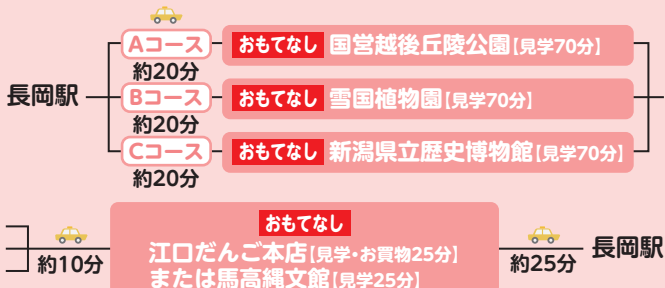 Aコース おもてなし 国営越後丘陵公園【見学70分】
約20分
長岡駅 Bコース おもてなし 雪国植物園【見学70分】
約20分
Cコース おもてなし 新潟県立歴史博物館【見学70分】
約20分
おもてなし
江口だんご本店【見学・お買物25分】
または馬高縄文館【見学25分】
約10分
約25分
長岡駅